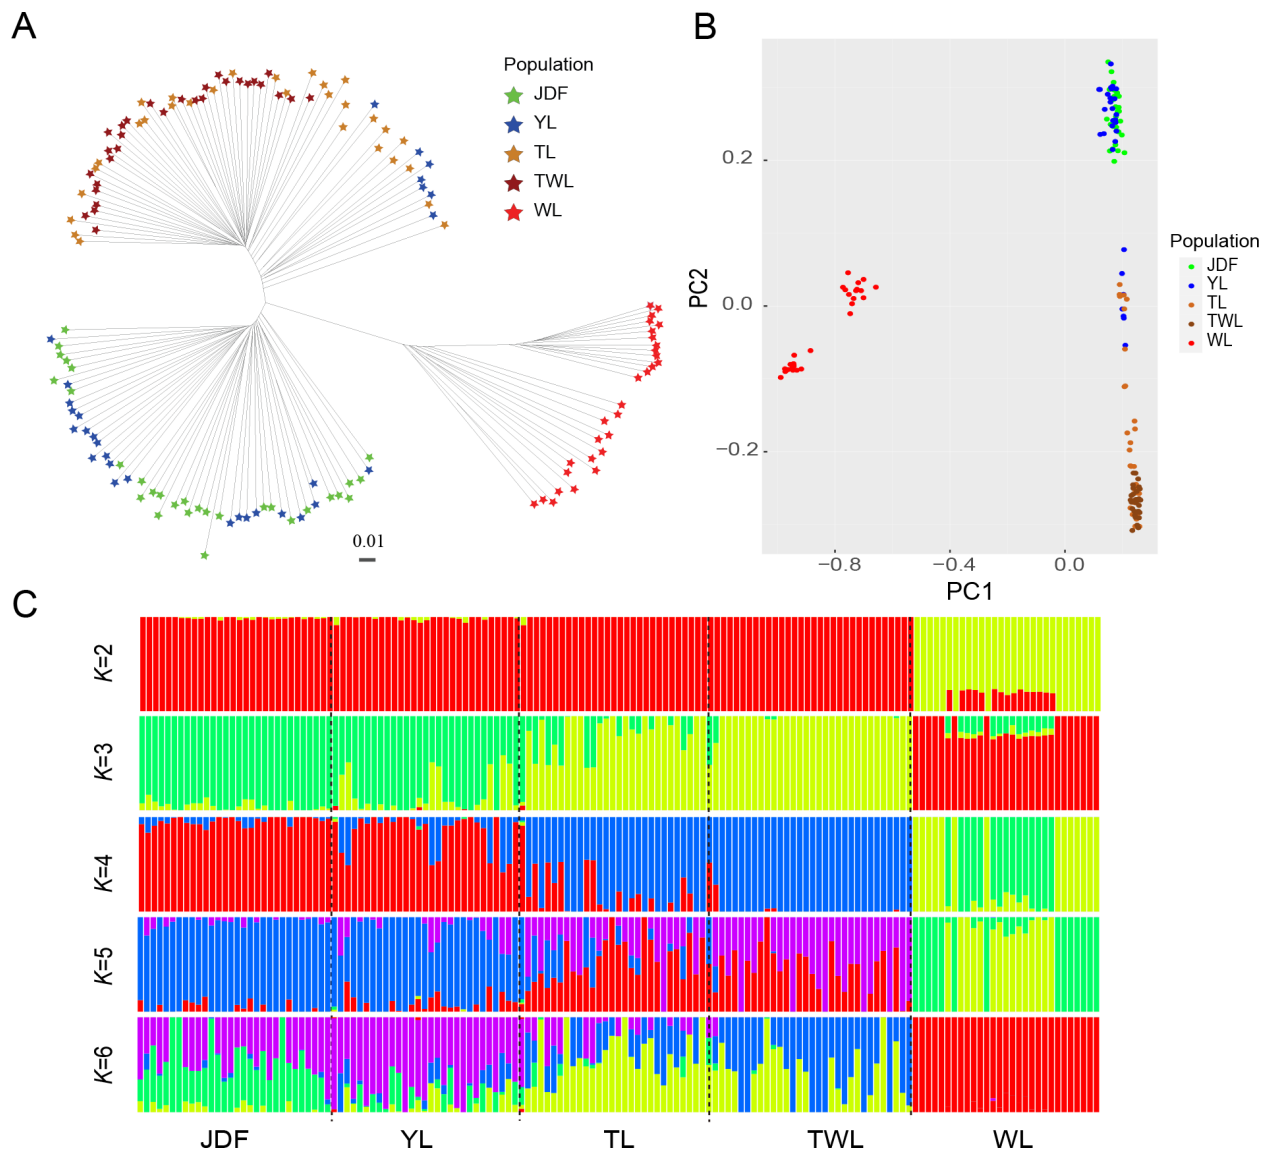 A
Population
JDF
YL
TL
TWL
WL
0.01
B
PC2
0.2
0.0
−0.2
−0.8
−0.4
0.0
PC1
Population
JDF
YL
TL
TWL
WL
C
K=2
K=3
K=4
K=5
K=6
JDF
YL
TL
TWL
WL